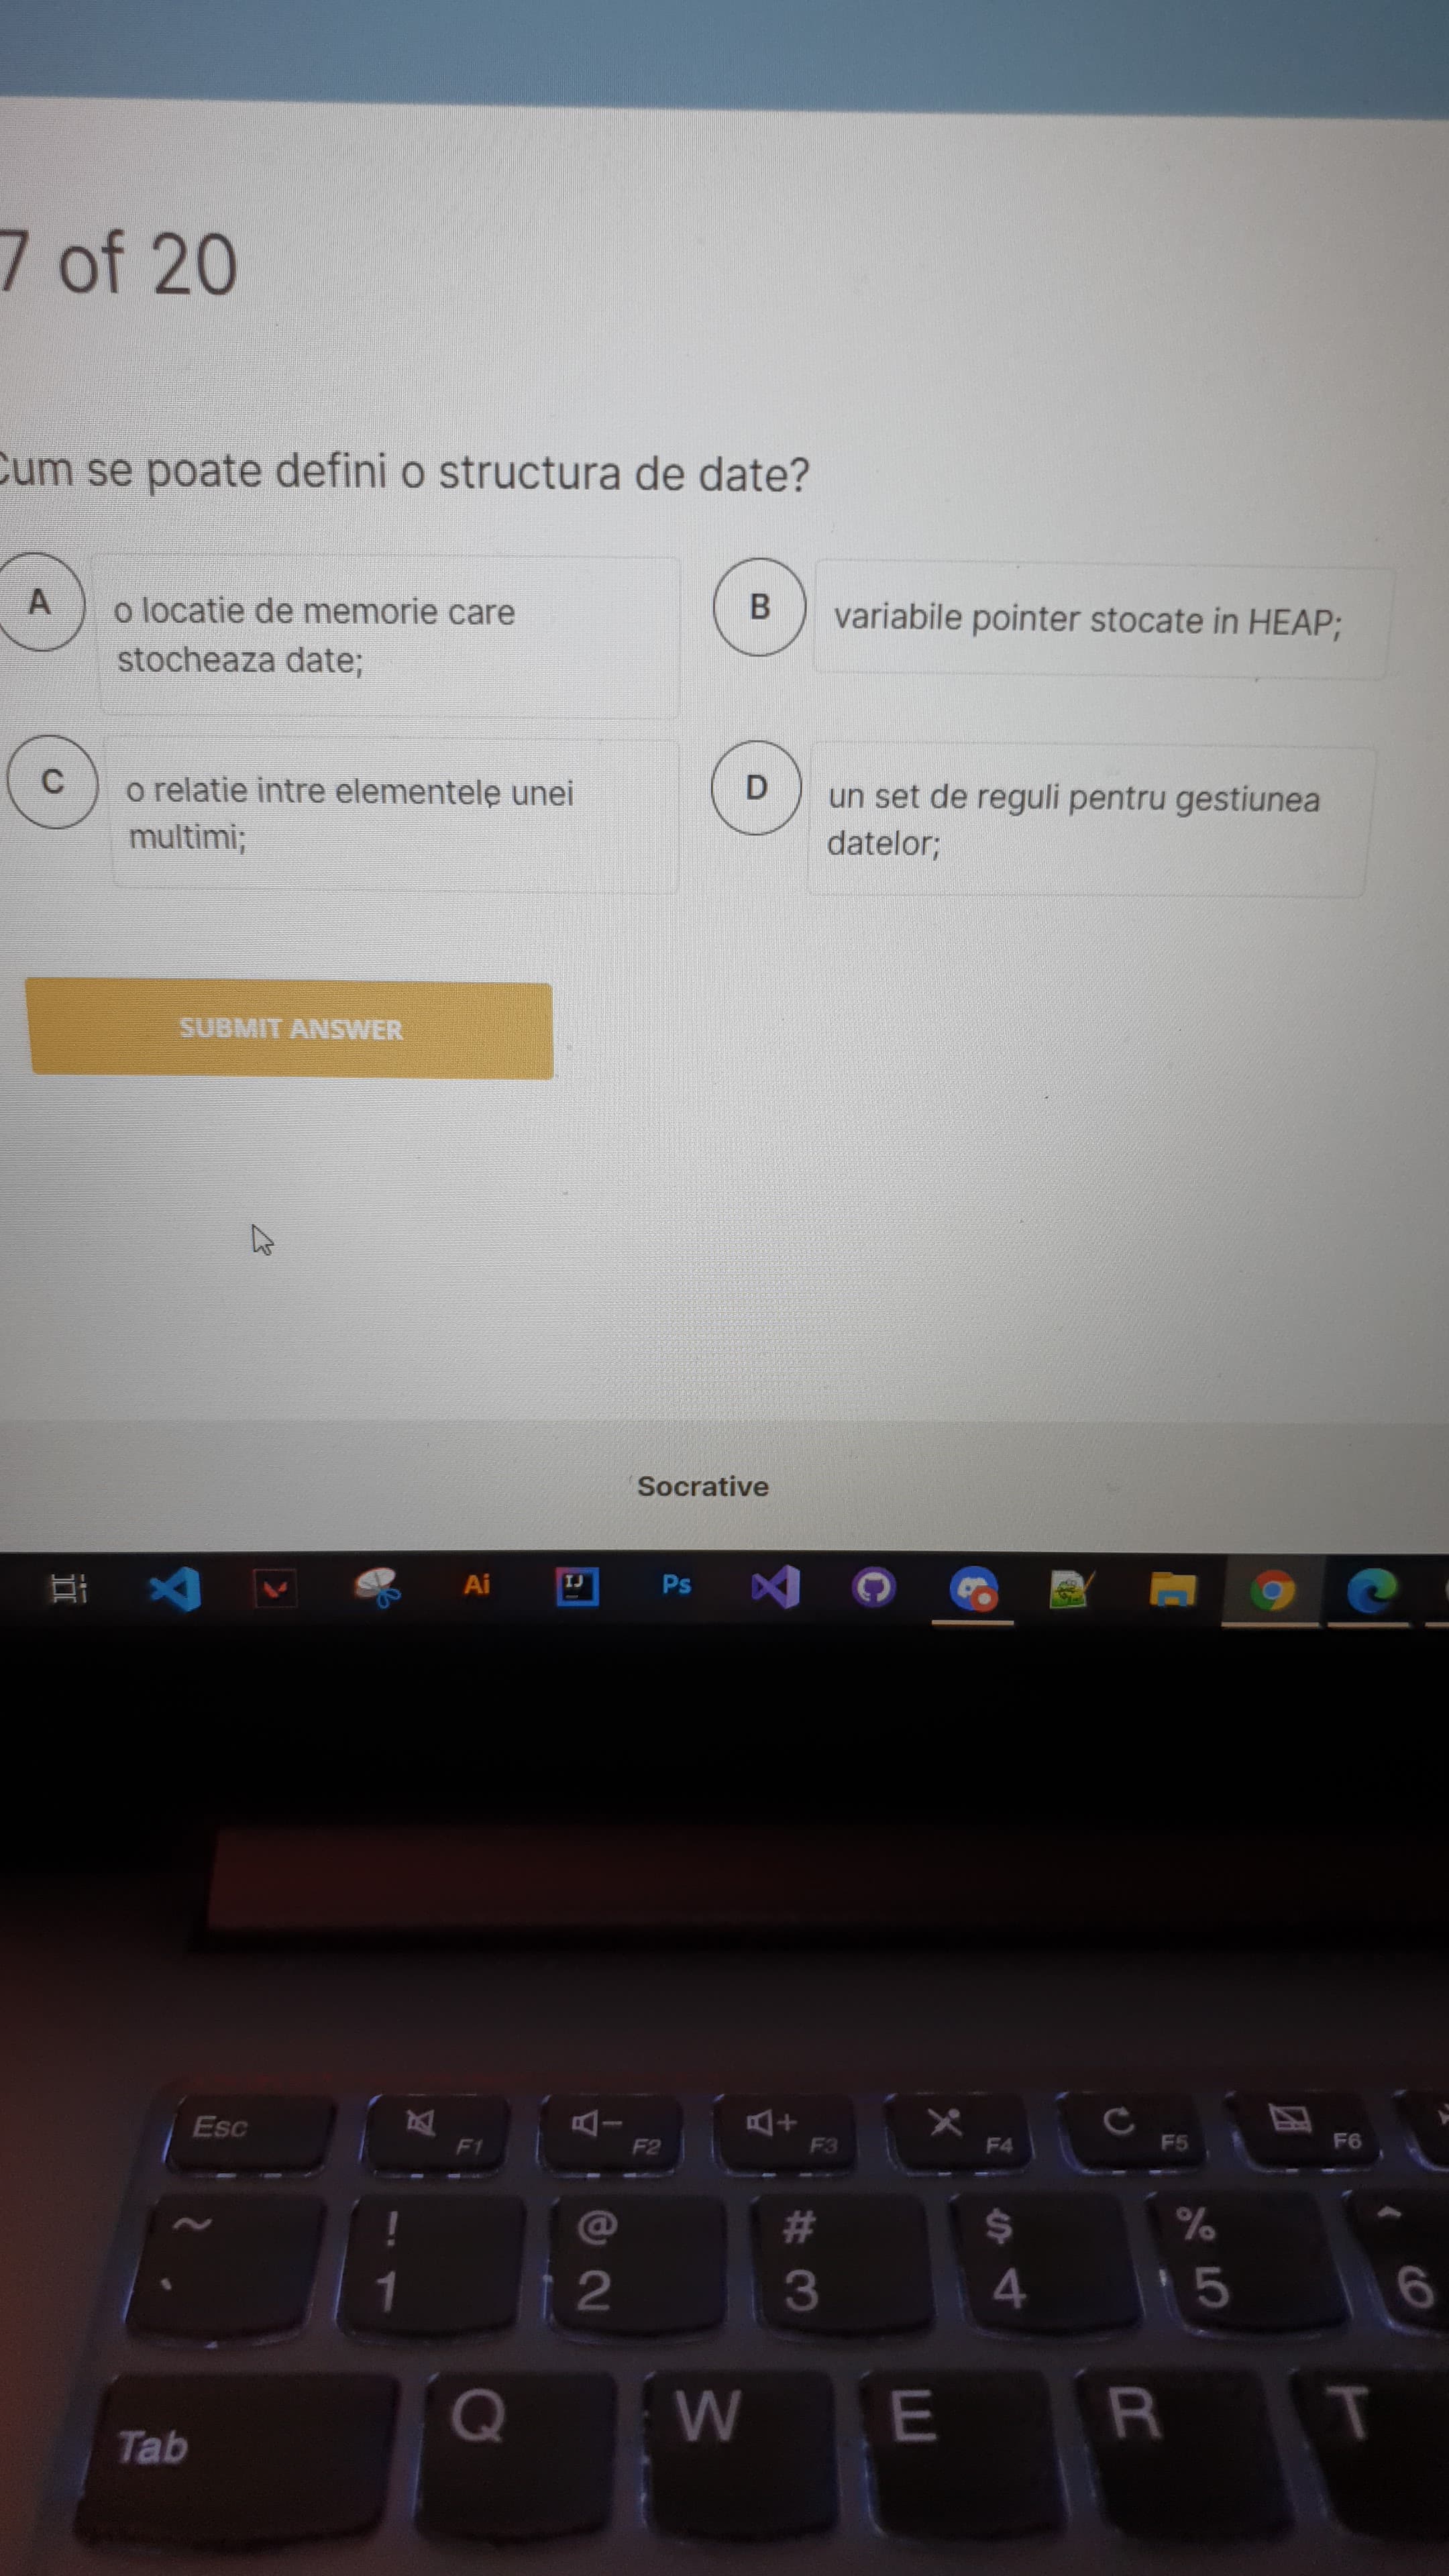 7 of 20
Cum se poate defini o structura de date?
A
o locatie de memorie care
stocheaza date;
B
variabile pointer stocate in HEAP;
C
o relatie intre elementele unei
multimi;
D
un set de reguli pentru gestiunea
datelor;
SUBMIT ANSWER
Socrative
Ai
IJ
Ps
Esc
F1
F2
F3
F4
F5
F6
~
!
@
#
$
%
^
`
1
2
3
4
5
6
Tab
Q
W
E
R
T